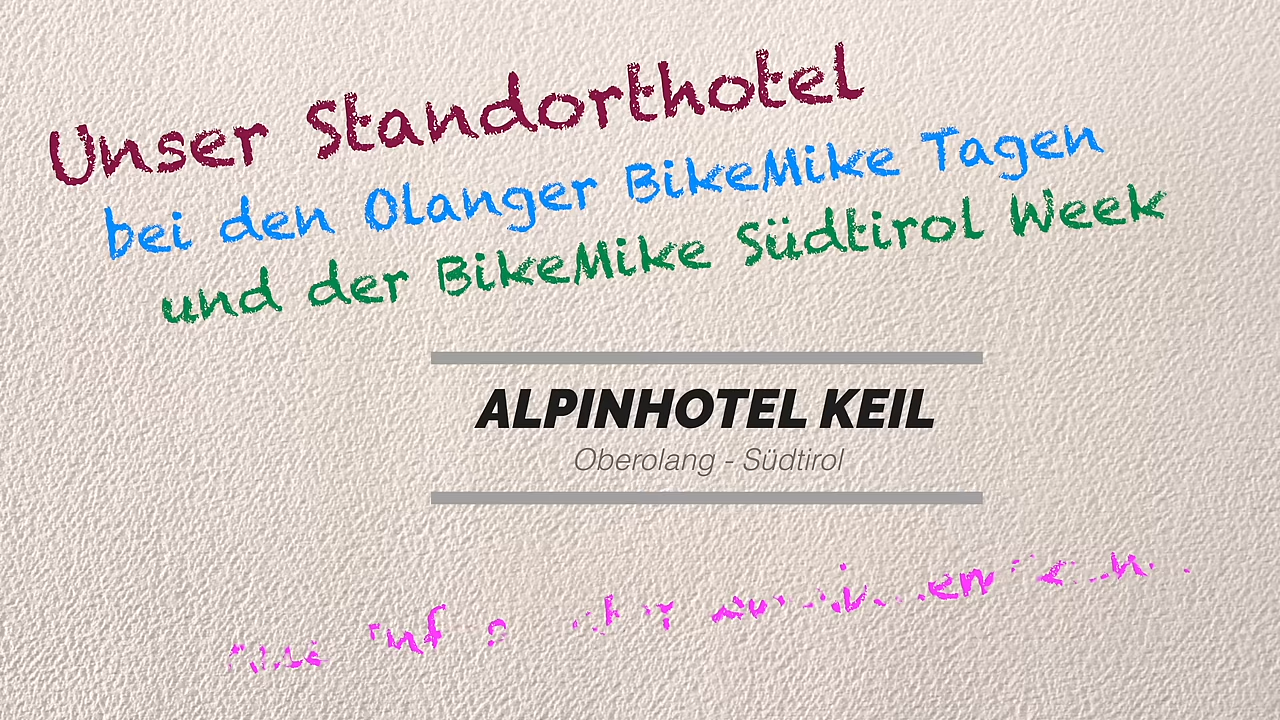 Unser Standorthotel
bei den Olanger BikeMike Tagen
und der BikeMike Südtirol Week
ALPINHOTEL KEIL
Oberolang - Südtirol